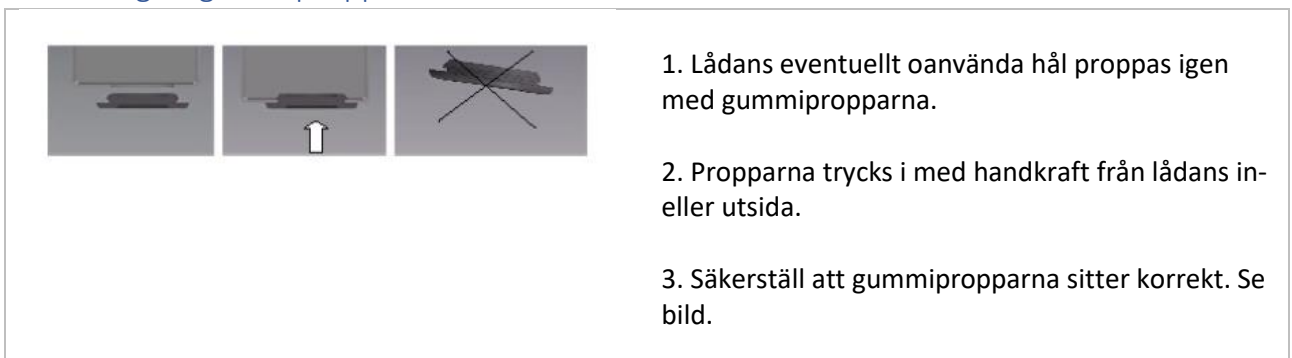 1. Lådans eventuellt oanvända hål proppas igen
med gummipropparna.
2. Propparna trycks i med handkraft från lådans in-
eller utsida.
3. Säkerställ att gummipropparna sitter korrekt. Se
bild.